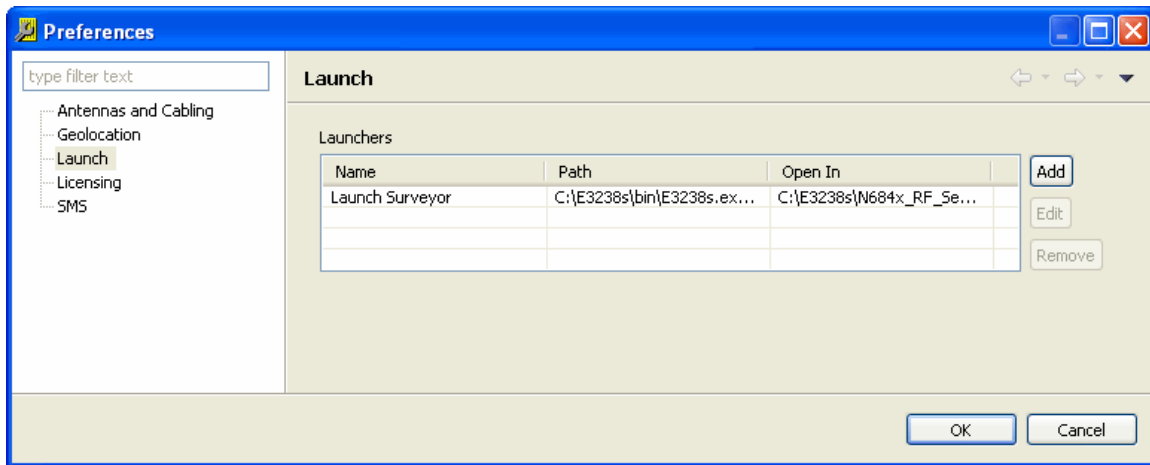 Preferences
type filter text
Antennas and Cabling
Geolocation
Launch
Licensing
SMS
Launch
Launchers
Name Path Open In
Launch Surveyor C:\E3238s\bin\E3238s.ex... C:\E3238s\N684x_RF_Se...
Add
Edit
Remove
OK Cancel